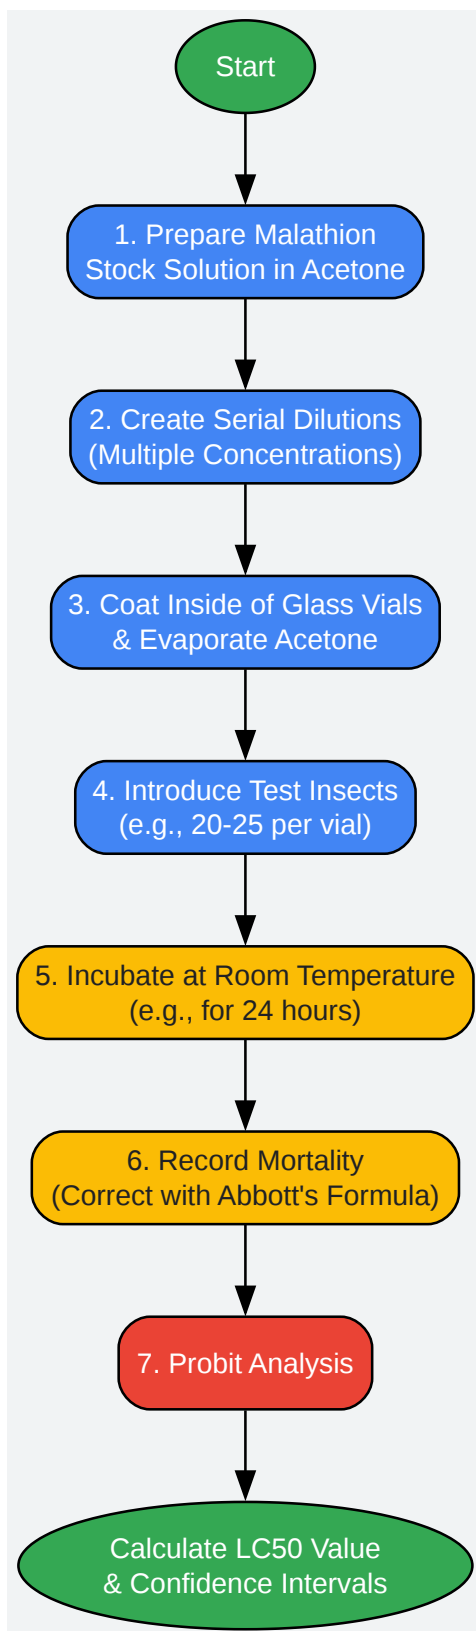 Start
1. Prepare Malathion
Stock Solution in Acetone
2. Create Serial Dilutions
(Multiple Concentrations)
3. Coat Inside of Glass Vials
& Evaporate Acetone
4. Introduce Test Insects
(e.g., 20-25 per vial)
5. Incubate at Room Temperature
(e.g., for 24 hours)
6. Record Mortality
(Correct with Abbott's Formula)
7. Probit Analysis
Calculate LC50 Value
& Confidence Intervals